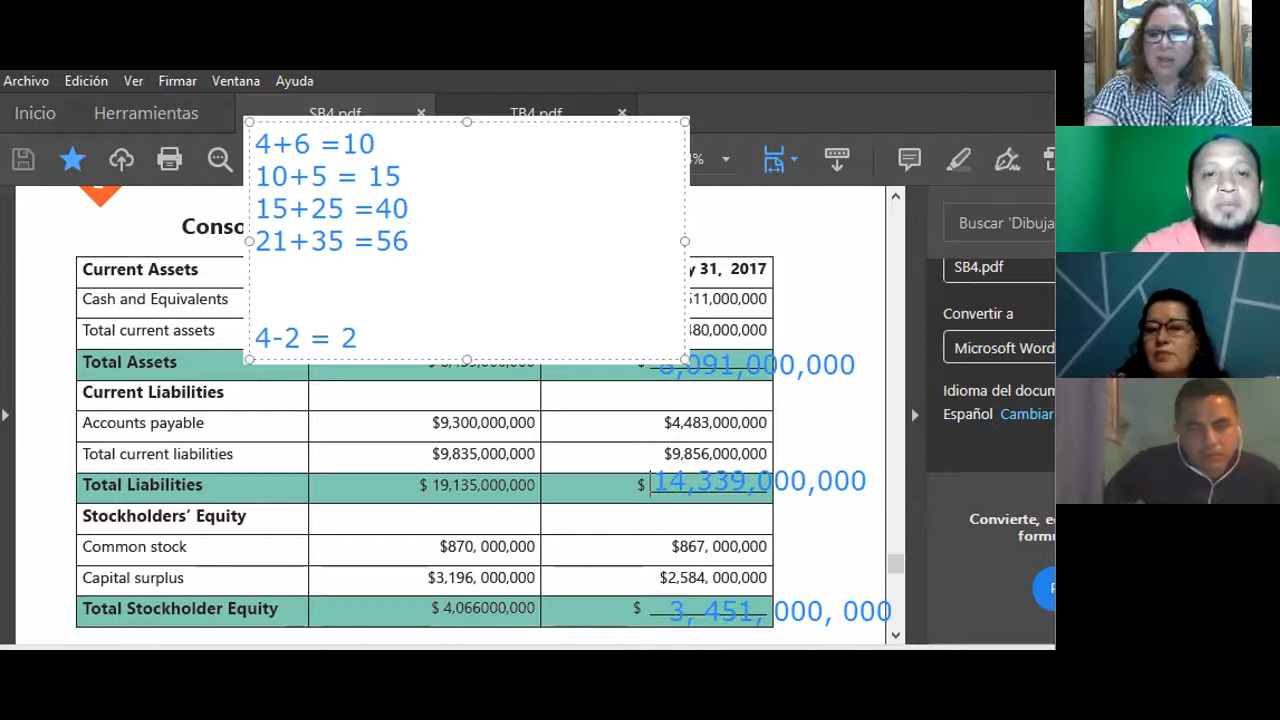 Archivo Edición Ver Firmar Ventana Ayuda
Inicio Herramientas SB4.pdf × TB4.pdf ×
4+6 =10
10+5 = 15
15+25 =40
21+35 =56
4-2 = 2
Current Assets 31, 2017
Cash and Equivalents 511,000,000
Total current assets 480,000,000
Total Assets $ 8,091,000,000
Current Liabilities
Accounts payable $9,300,000,000 $4,483,000,000
Total current liabilities $9,835,000,000 $9,856,000,000
Total Liabilities $ 19,135,000,000 $ 14,339,000,000
Stockholders’ Equity
Common stock $870, 000,000 $867, 000,000
Capital surplus $3,196, 000,000 $2,584, 000,000
Total Stockholder Equity $ 4,066000,000 $ 3, 451, 000, 000
Buscar 'Dibuja
SB4.pdf
Convertir a
Microsoft Word
Idioma del docum
Español Cambiar
Convierte,